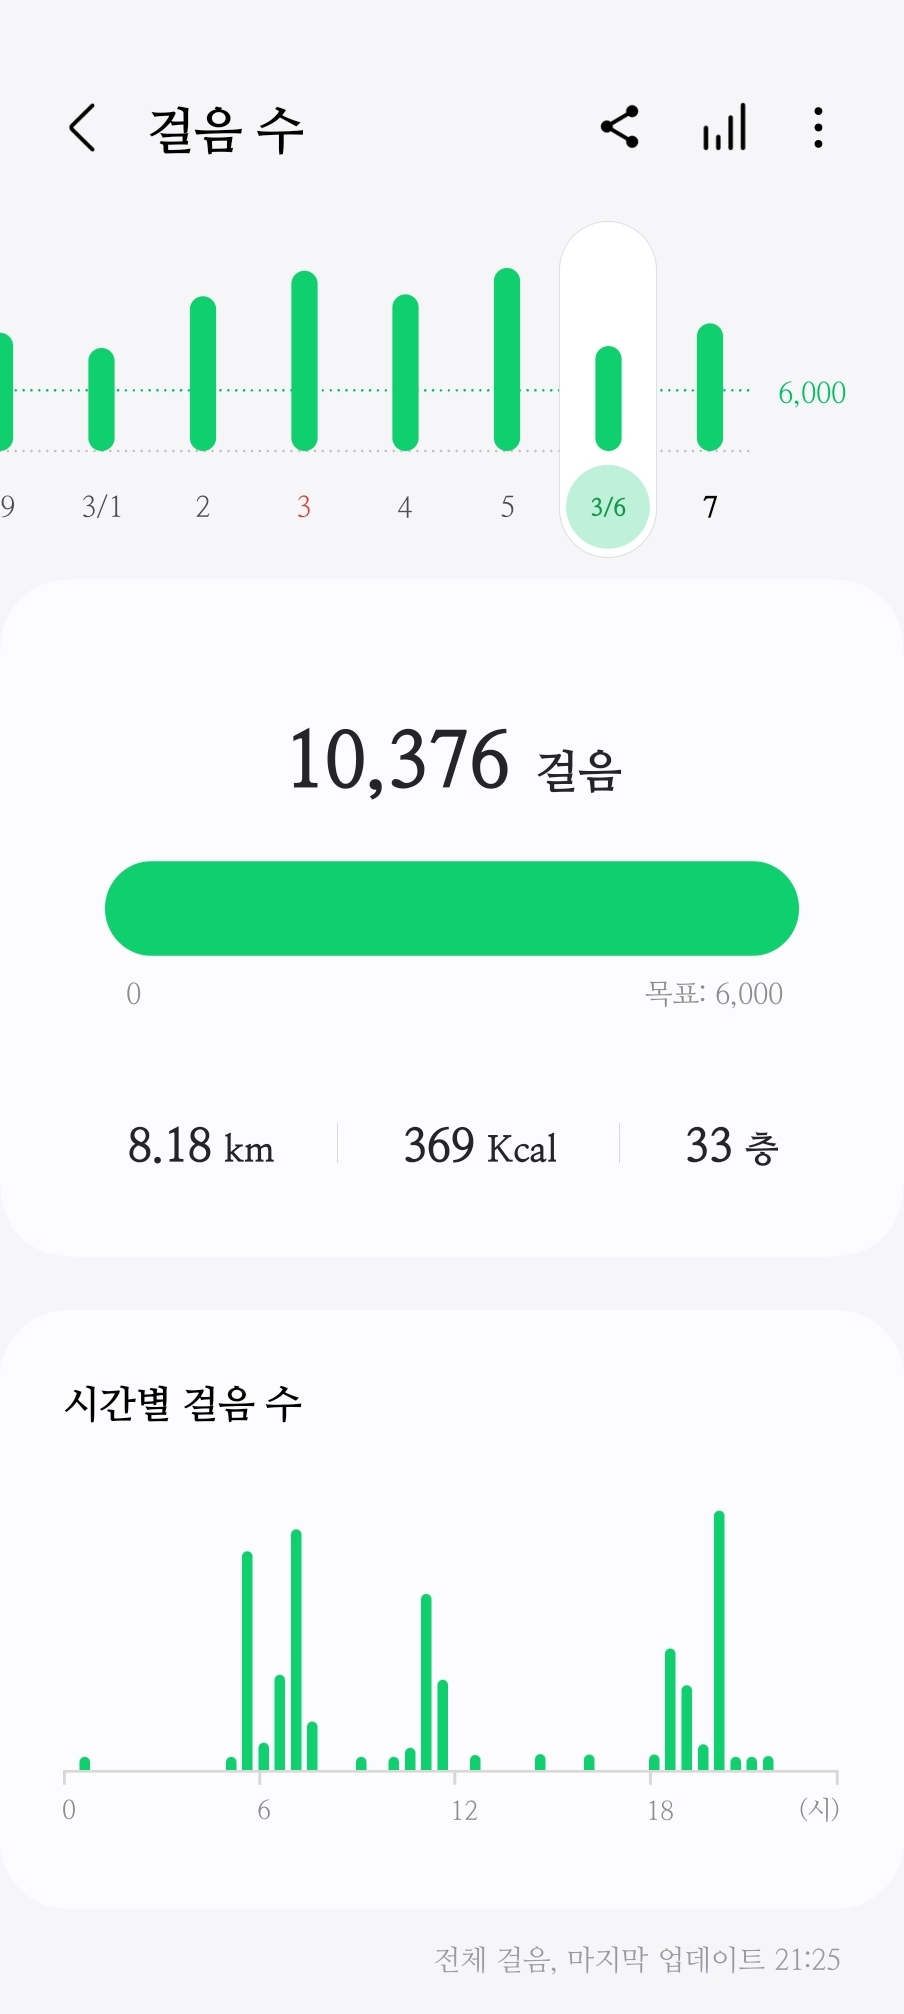 걸음 수
6,000
9 3/1 2 3 4 5 3/6 7
10,376 걸음
0 목표: 6,000
8.18 km 369 Kcal 33 층
시간별 걸음 수
0 6 12 18 (시)
전체 걸음, 마지막 업데이트 21:25